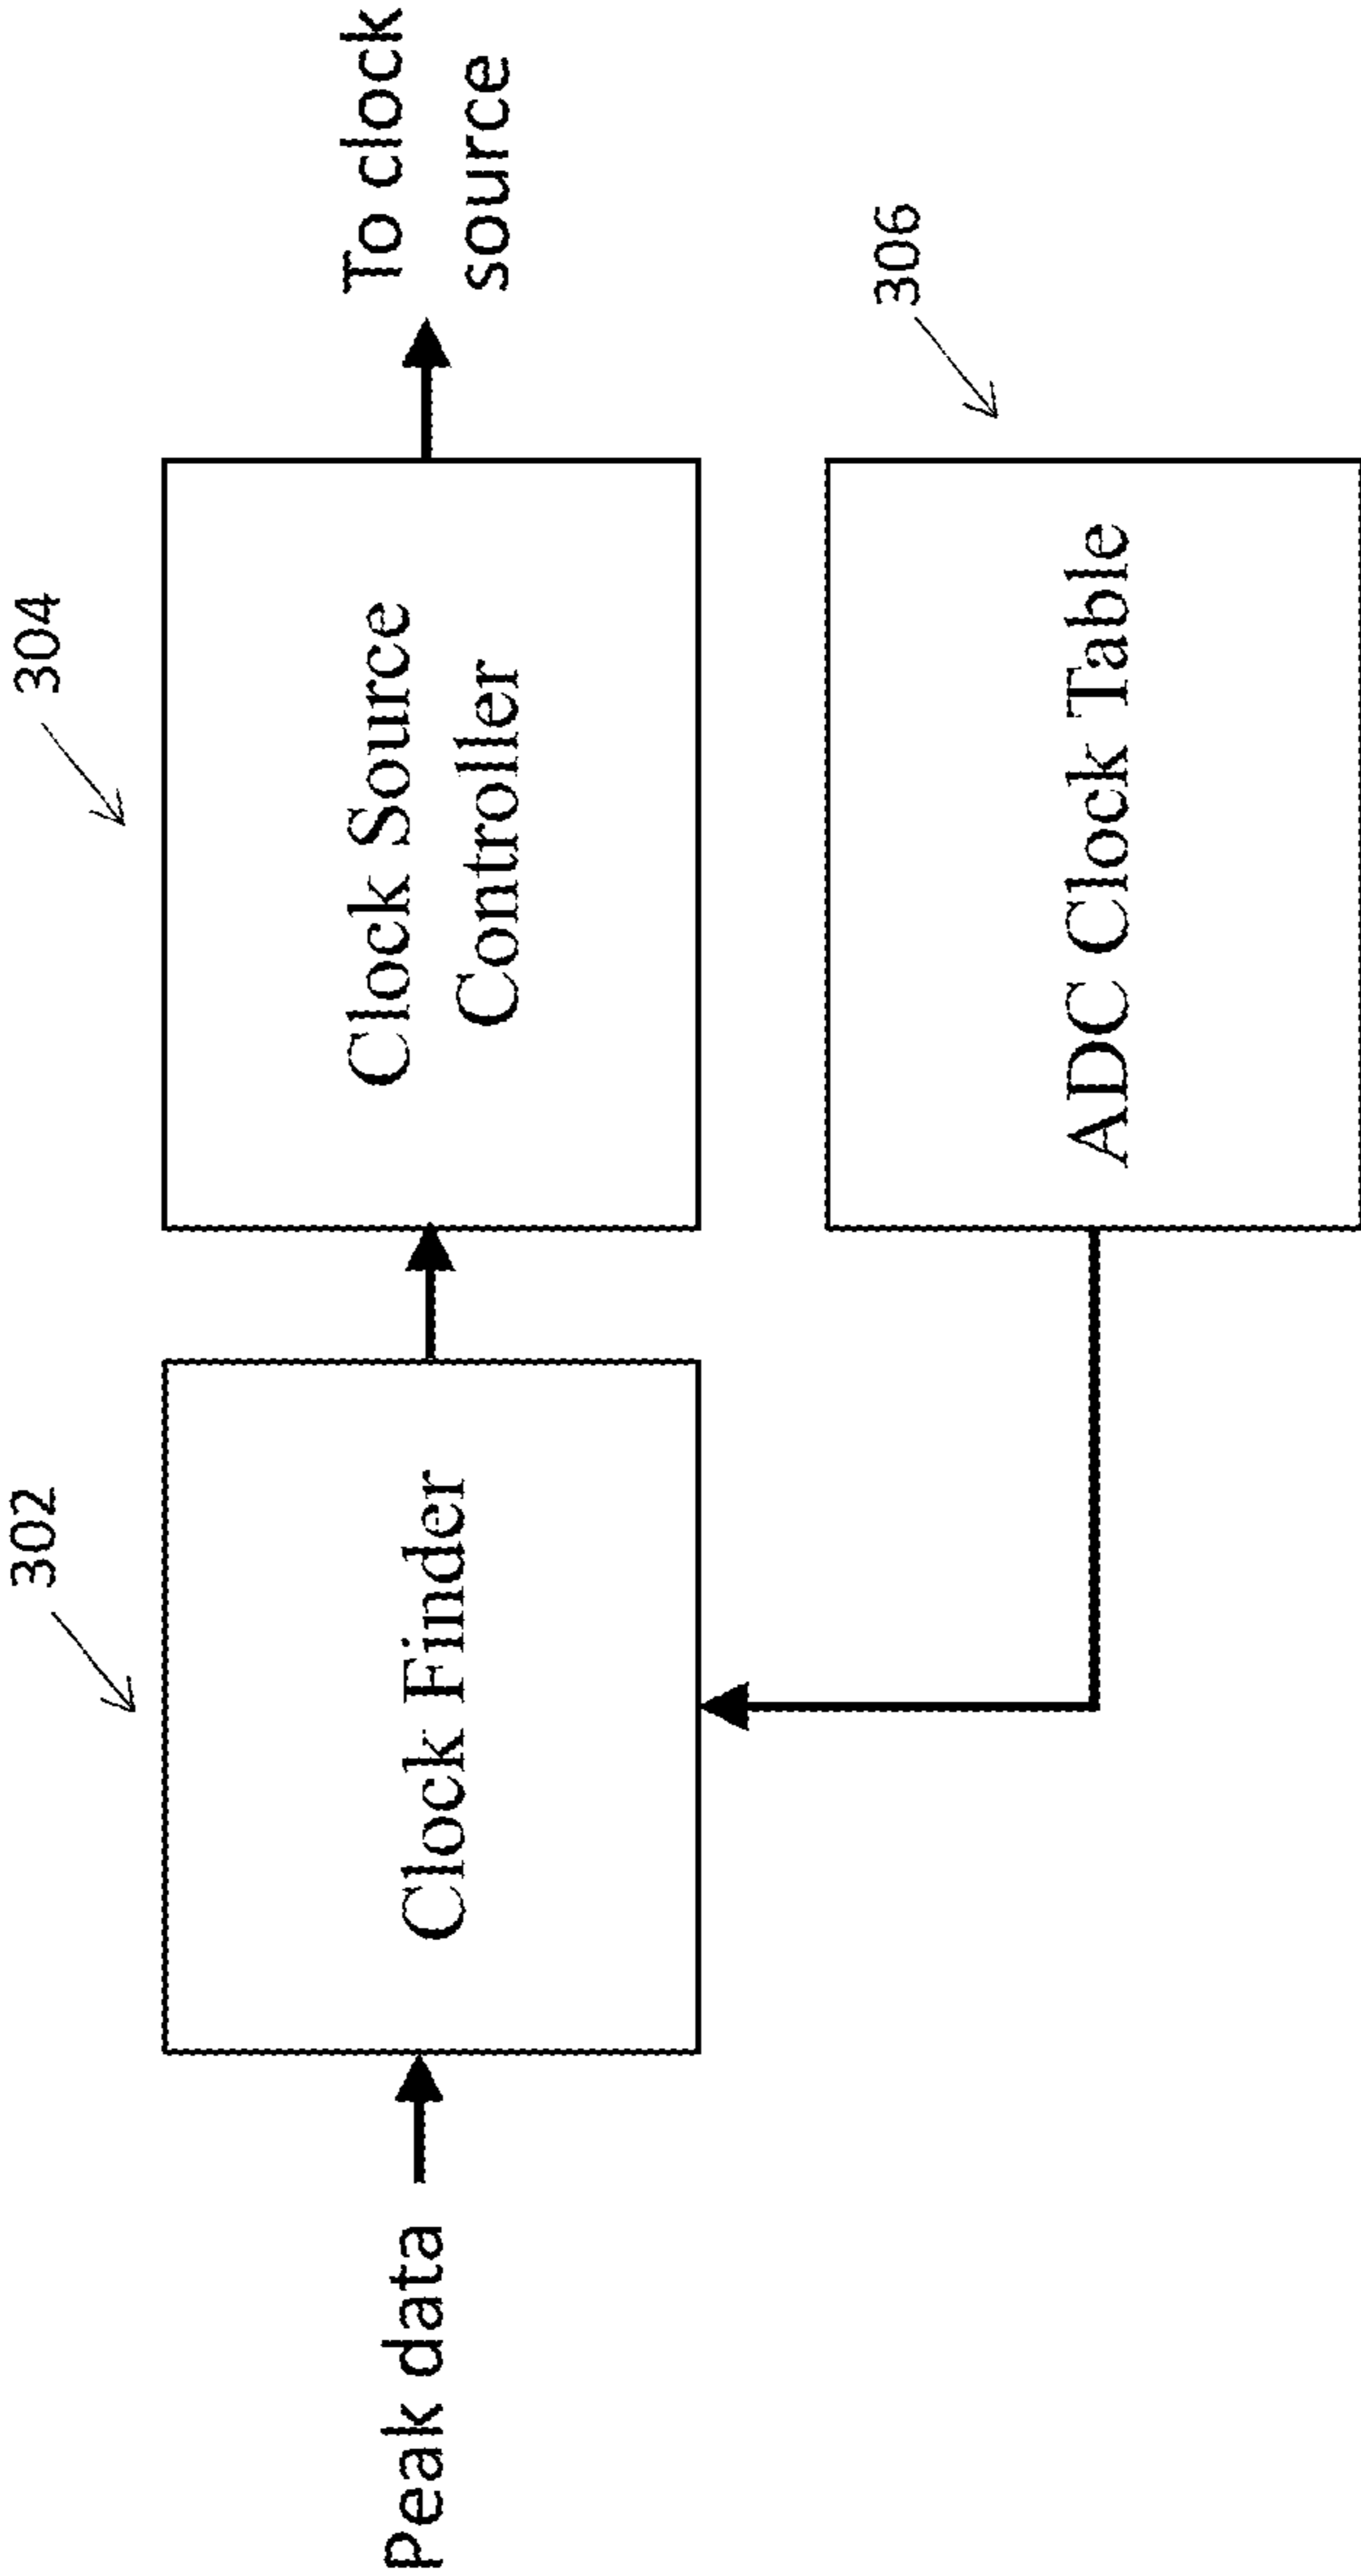 302
304
Peak data
Clock Finder
Clock Source
Controller
To clock
source
306
ADC Clock Table